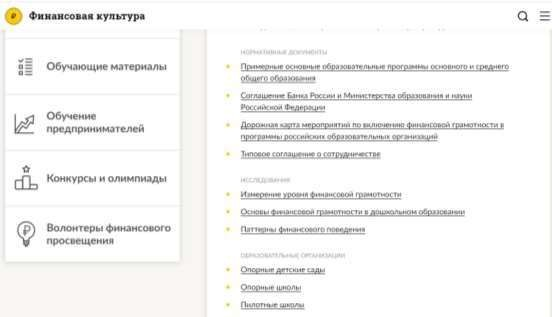 Финансовая культура
Обучающие материалы
Обучение
предпринимателей
Конкурсы и олимпиады
Волонтеры финансового
просвещения
НОРМАТИВНЫЕ ДОКУМЕНТЫ
Примерные основные образовательные программы основного и среднего
общего образования
Соглашение Банка России и Министерства образования и науки
Российской Федерации
Дорожная карта мероприятий по включению финансовой грамотности в
программы российских образовательных организаций
Типовое соглашение о сотрудничестве
ИССЛЕДОВАНИЯ
Измерение уровня финансовой грамотности
Основы финансовой грамотности в дошкольном образовании
Паттерны финансового поведения
ОБРАЗОВАТЕЛЬНЫЕ ОРГАНИЗАЦИИ
Опорные детские сады
Опорные школы
Пилотные школы